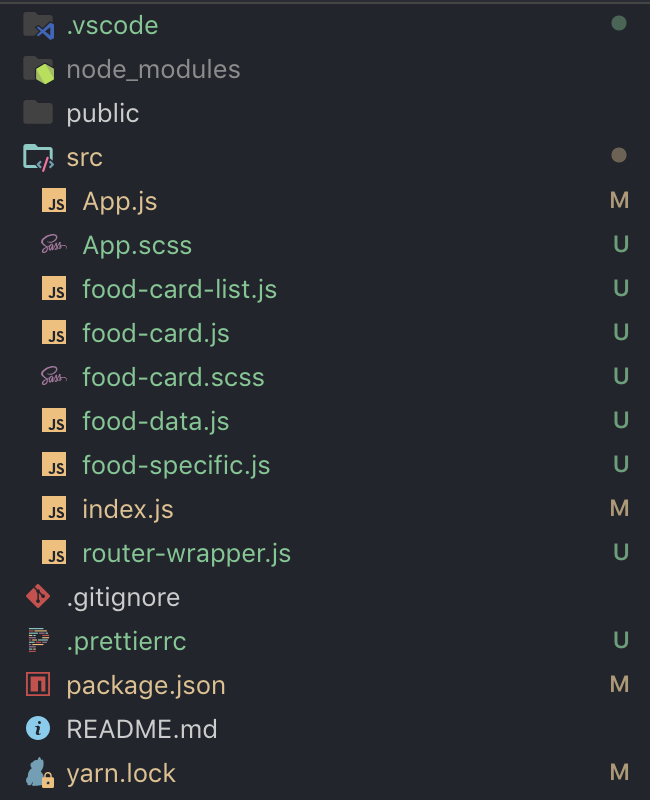 .vscode
node_modules
public
src
JS App.js M
Sass App.scss U
JS food-card-list.js U
JS food-card.js U
Sass food-card.scss U
JS food-data.js U
JS food-specific.js U
JS index.js M
JS router-wrapper.js U
.gitignore
.prettierrc U
package.json M
README.md
yarn.lock M